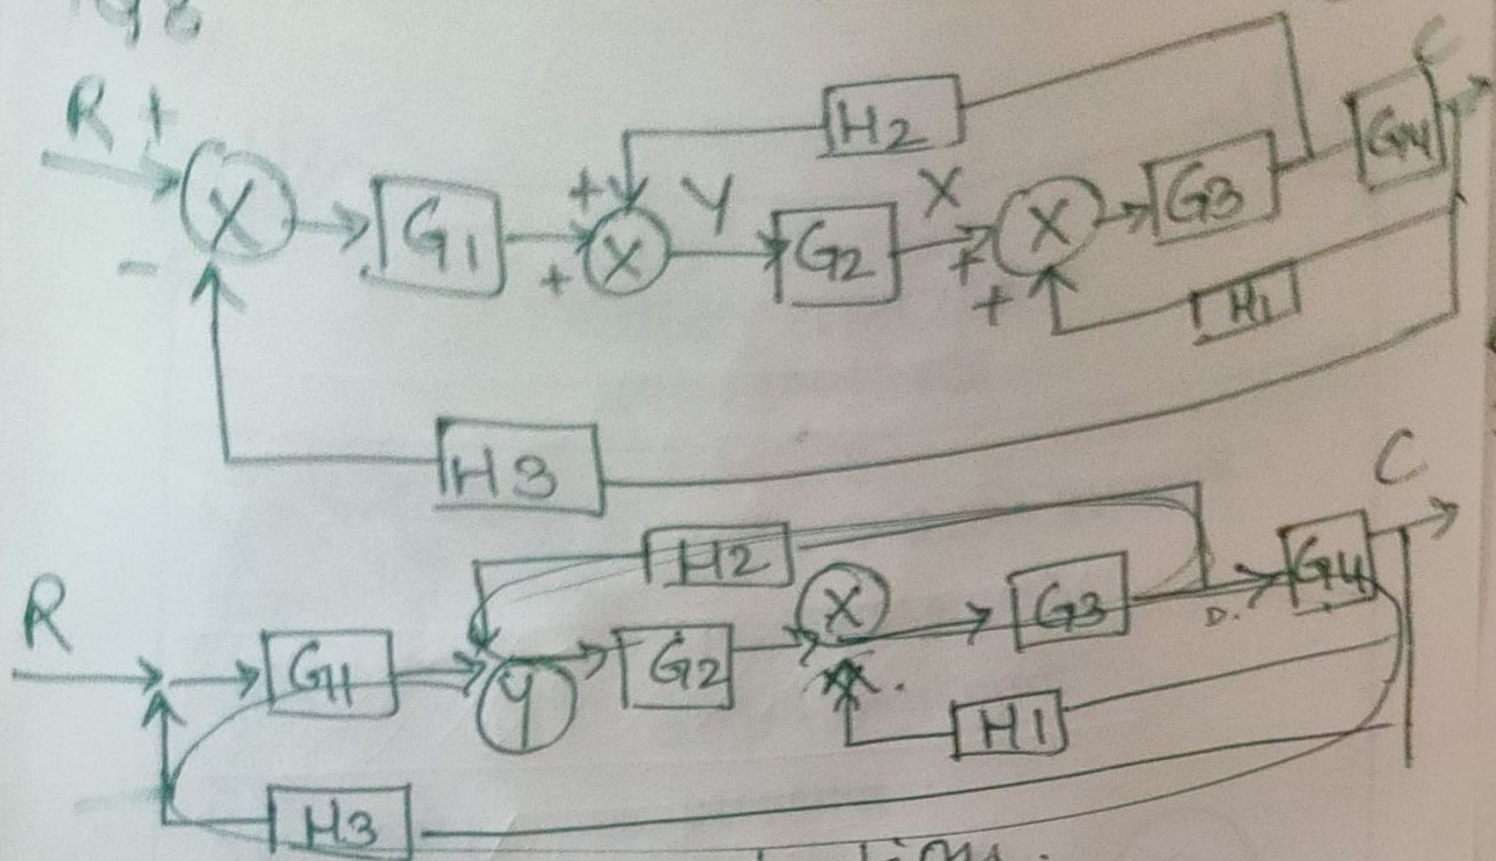 R +
C
H2
G4
+ Y X G3
X G1 X G2 + X
- + + H1
H3
C
H2 X G3 G4
R D.
G1 Y G2
H1
H3